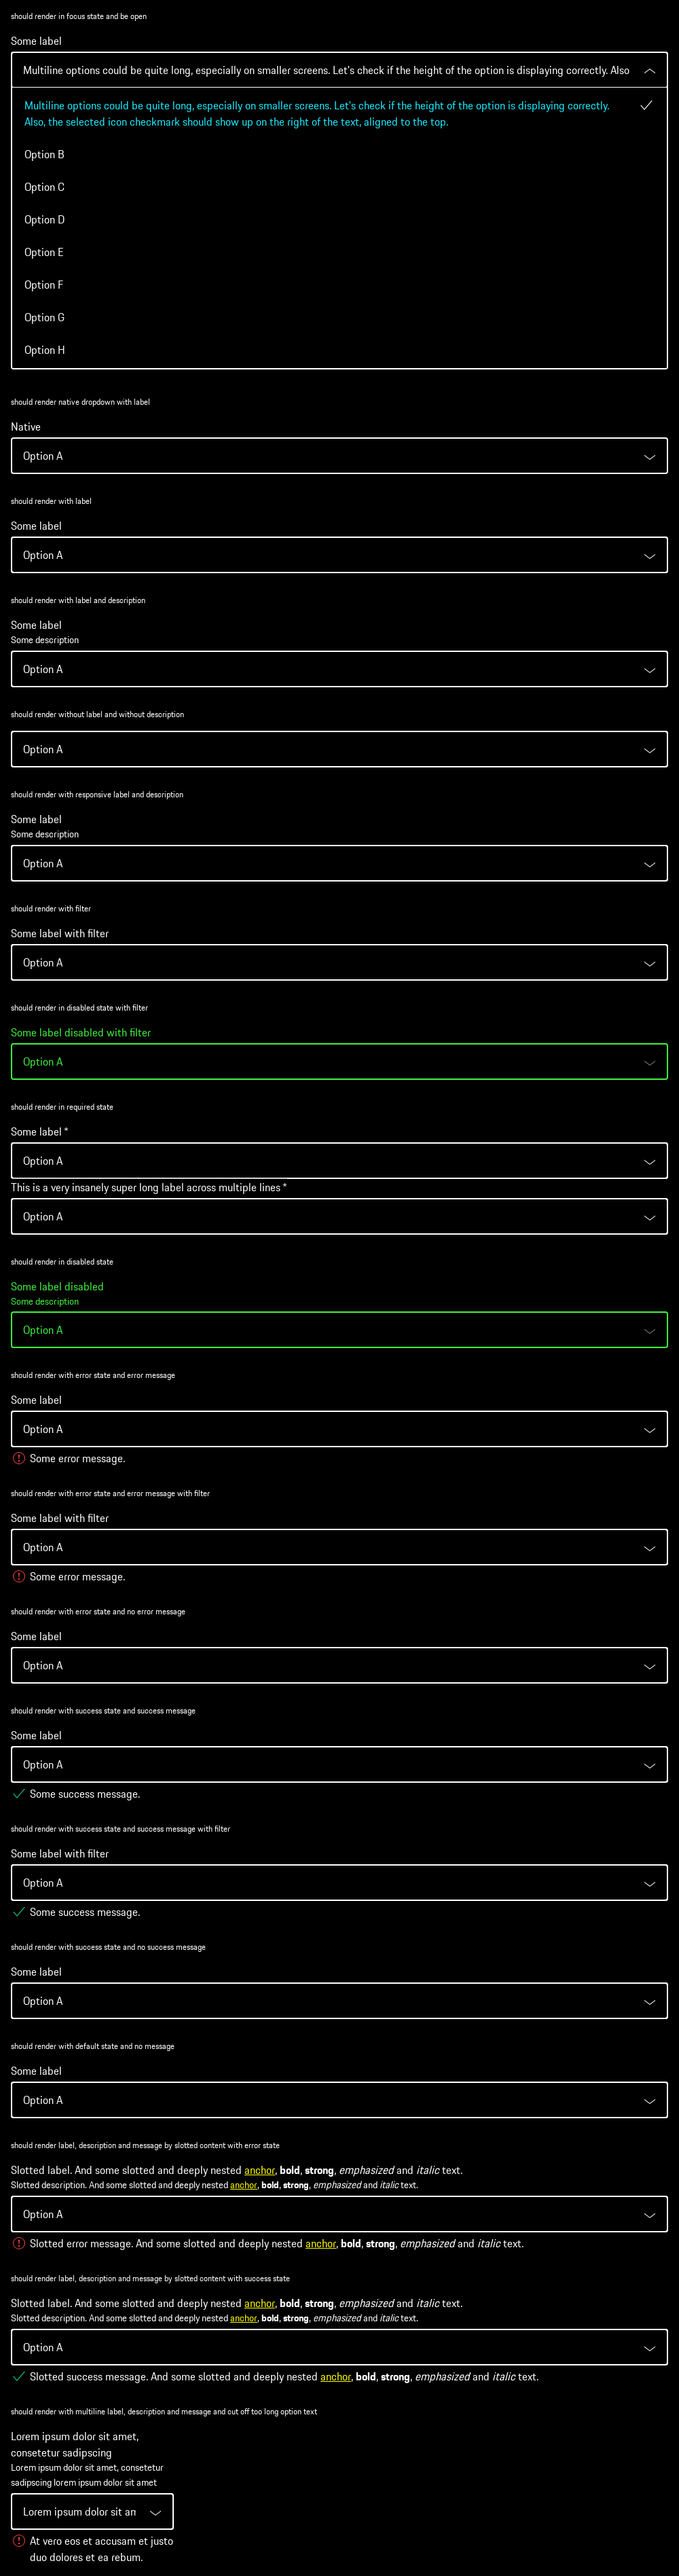 should render in focus state and be open
Some label
Multiline options could be quite long, especially on smaller screens. Let's check if the height of the option is displaying correctly. Also
Multiline options could be quite long, especially on smaller screens. Let's check if the height of the option is displaying correctly.
Also, the selected icon checkmark should show up on the right of the text, aligned to the top.
Option B
Option C
Option D
Option E
Option F
Option G
Option H
should render native dropdown with label
Native
Option A
should render with label
Some label
Option A
should render with label and description
Some label
Some description
Option A
should render without label and without description
Option A
should render with responsive label and description
Some label
Some description
Option A
should render with filter
Some label with filter
Option A
should render in disabled state with filter
Some label disabled with filter
Option A
should render in required state
Some label *
Option A
This is a very insanely super long label across multiple lines *
Option A
should render in disabled state
Some label disabled
Some description
Option A
should render with error state and error message
Some label
Option A
Some error message.
should render with error state and error message with filter
Some label with filter
Option A
Some error message.
should render with error state and no error message
Some label
Option A
should render with success state and success message
Some label
Option A
Some success message.
should render with success state and success message with filter
Some label with filter
Option A
Some success message.
should render with success state and no success message
Some label
Option A
should render with default state and no message
Some label
Option A
should render label, description and message by slotted content with error state
Slotted label. And some slotted and deeply nested anchor, bold, strong, emphasized and italic text.
Slotted description. And some slotted and deeply nested anchor, bold, strong, emphasized and italic text.
Option A
Slotted error message. And some slotted and deeply nested anchor, bold, strong, emphasized and italic text.
should render label, description and message by slotted content with success state
Slotted label. And some slotted and deeply nested anchor, bold, strong, emphasized and italic text.
Slotted description. And some slotted and deeply nested anchor, bold, strong, emphasized and italic text.
Option A
Slotted success message. And some slotted and deeply nested anchor, bold, strong, emphasized and italic text.
should render with multiline label, description and message and cut off too long option text
Lorem ipsum dolor sit amet,
consetetur sadipscing
Lorem ipsum dolor sit amet, consetetur
sadipscing lorem ipsum dolor sit amet
Lorem ipsum dolor sit am
At vero eos et accusam et justo
duo dolores et ea rebum.